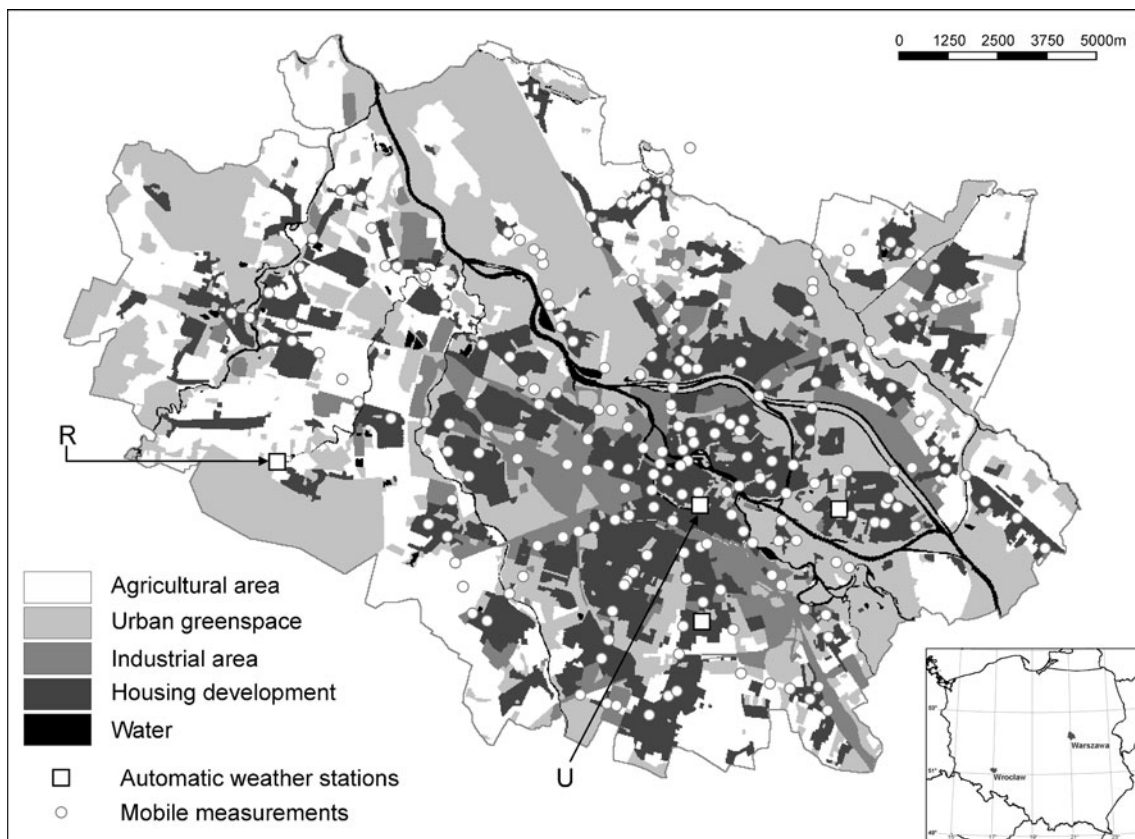 0 1250 2500 3750 5000m
R
Agricultural area
Urban greenspace
Industrial area
Housing development
Water
Automatic weather stations
Mobile measurements
U
Warszawa
Wrocław